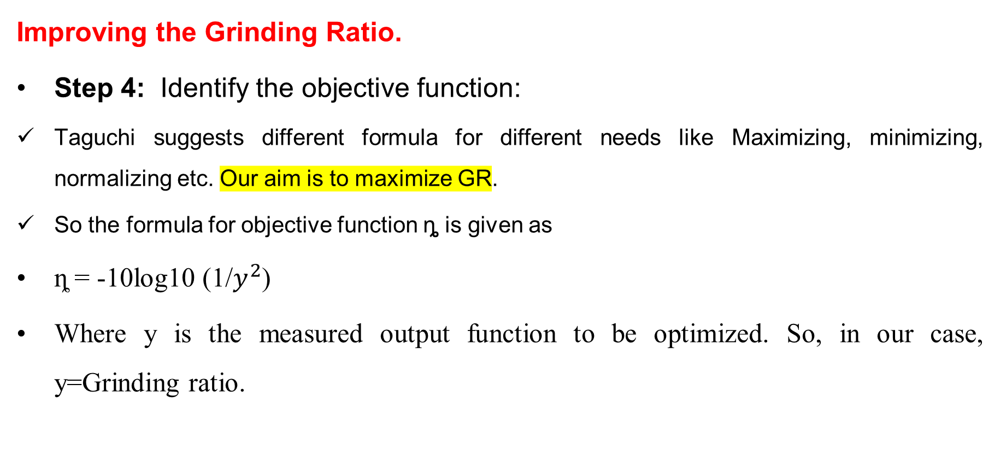 Improving the Grinding Ratio.
• Step 4: Identify the objective function:
✓ Taguchi suggests different formula for different needs like Maximizing, minimizing,
normalizing etc. Our aim is to maximize GR.
✓ So the formula for objective function ȵ is given as
• ȵ = -10log10 (1/y²)
• Where y is the measured output function to be optimized. So, in our case,
y=Grinding ratio.